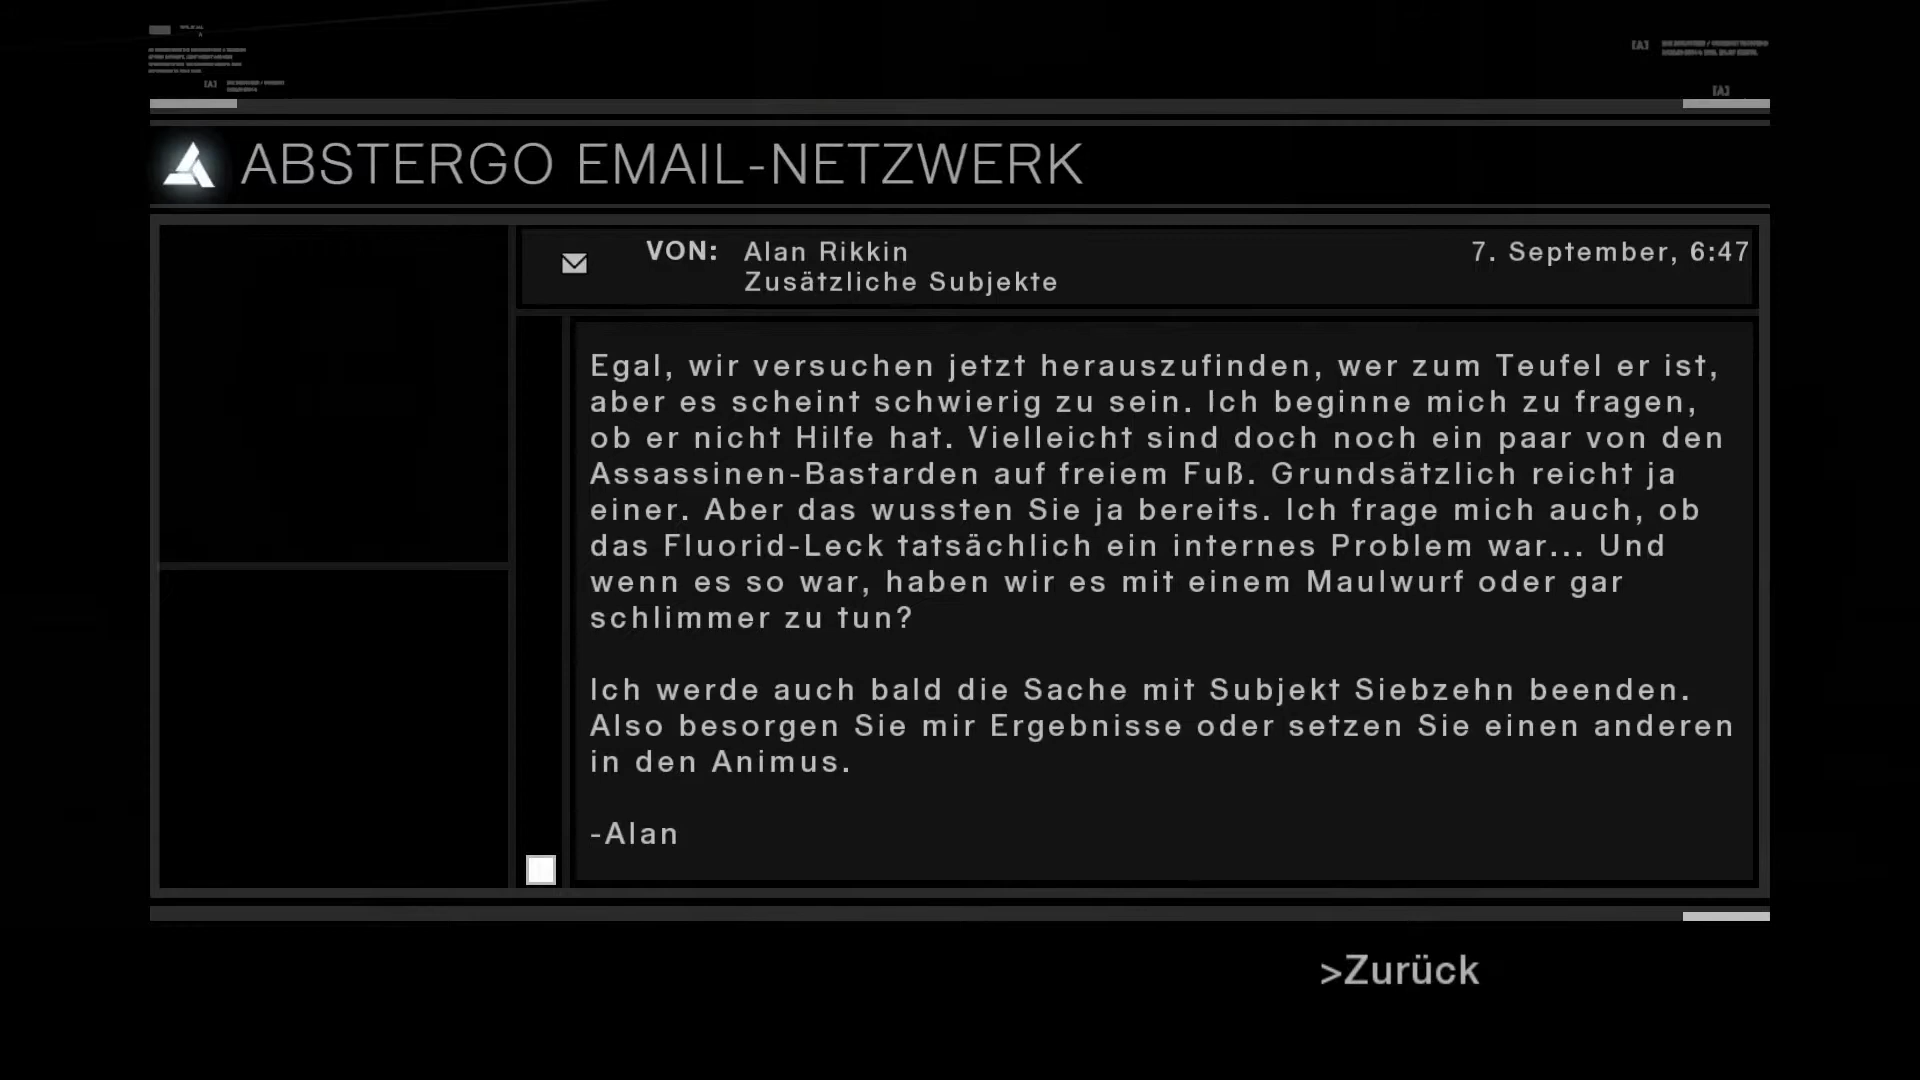 ABSTERGO EMAIL-NETZWERK
VON: Alan Rikkin
7. September, 6:47
Zusätzliche Subjekte
Egal, wir versuchen jetzt herauszufinden, wer zum Teufel er ist,
aber es scheint schwierig zu sein. Ich beginne mich zu fragen,
ob er nicht Hilfe hat. Vielleicht sind doch noch ein paar von den
Assassinen-Bastarden auf freiem Fuß. Grundsätzlich reicht ja
einer. Aber das wussten Sie ja bereits. Ich frage mich auch, ob
das Fluorid-Leck tatsächlich ein internes Problem war... Und
wenn es so war, haben wir es mit einem Maulwurf oder gar
schlimmer zu tun?
Ich werde auch bald die Sache mit Subjekt Siebzehn beenden.
Also besorgen Sie mir Ergebnisse oder setzen Sie einen anderen
in den Animus.
-Alan
>Zurück
[A]
[A]
[A]